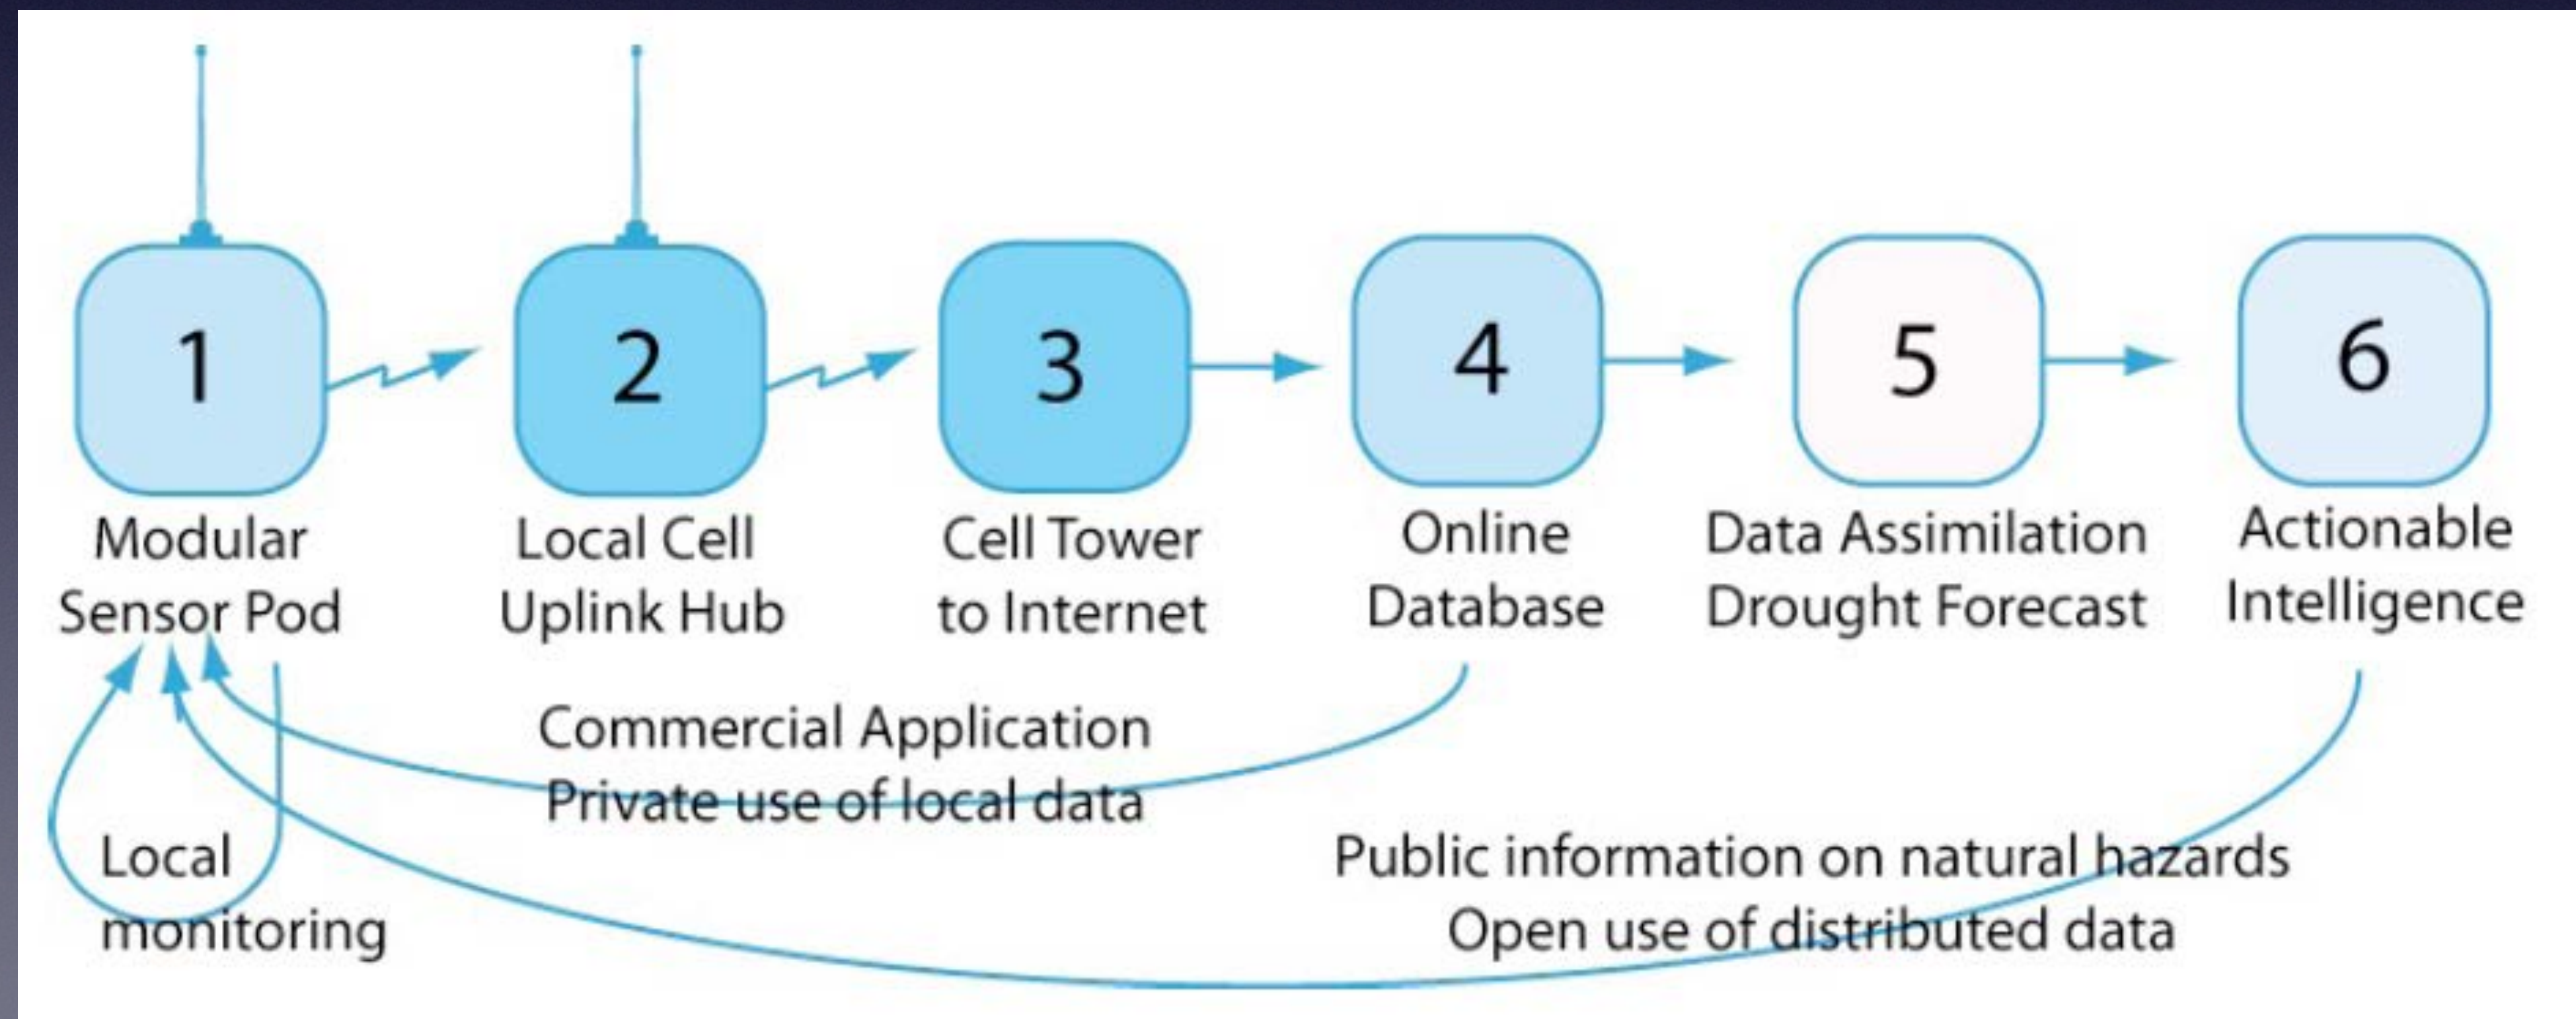 1
2
3
4
5
6
Modular
Sensor Pod
Local Cell
Uplink Hub
Cell Tower
to Internet
Online
Database
Data Assimilation
Drought Forecast
Actionable
Intelligence
Commercial Application
Private use of local data
Local
monitoring
Public information on natural hazards
Open use of distributed data